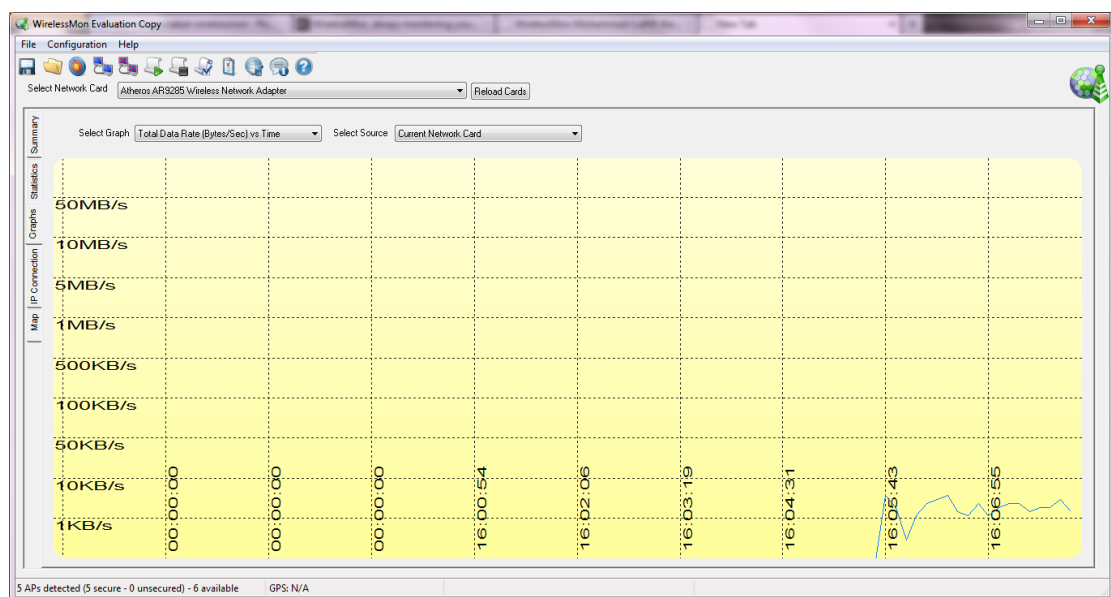 WirelessMon Evaluation Copy
File Configuration Help
Select Network Card Atheros AR9285 Wireless Network Adapter Reload Cards
Summary
Statistics
Graphs
IP Connection
Map
Select Graph Total Data Rate (Bytes/Sec) vs Time Select Source Current Network Card
50MB/s
10MB/s
5MB/s
1MB/s
500KB/s
100KB/s
50KB/s
10KB/s
1KB/s
00:00:00
00:00:00
00:00:00
16:00:54
16:02:06
16:03:19
16:04:31
16:05:43
16:06:55
5 APs detected (5 secure - 0 unsecured) - 6 available GPS: N/A